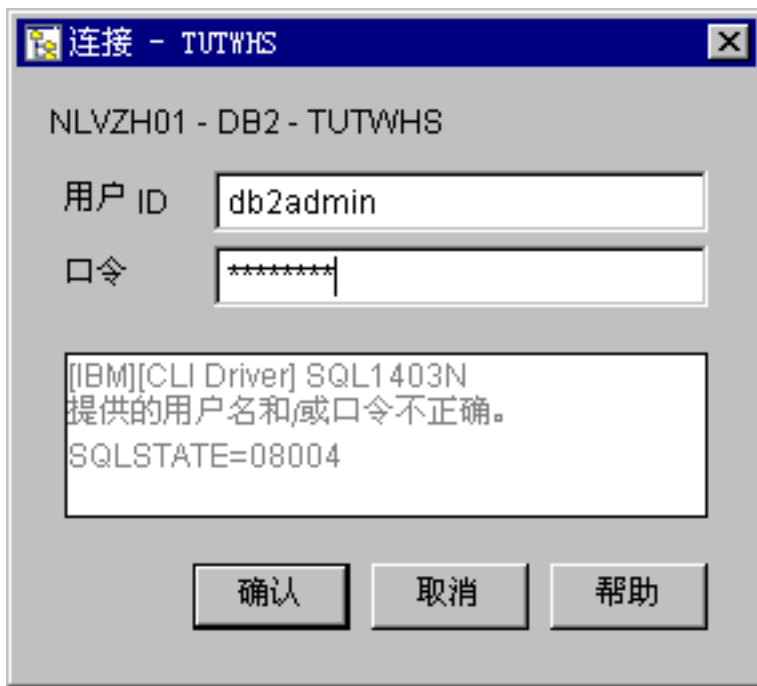 连接 - TUTWHS
NLVZH01 - DB2 - TUTWHS
用户 ID
db2admin
口令
********
[IBM][CLI Driver] SQL1403N
提供的用户名和/或口令不正确。
SQLSTATE=08004
确认
取消
帮助